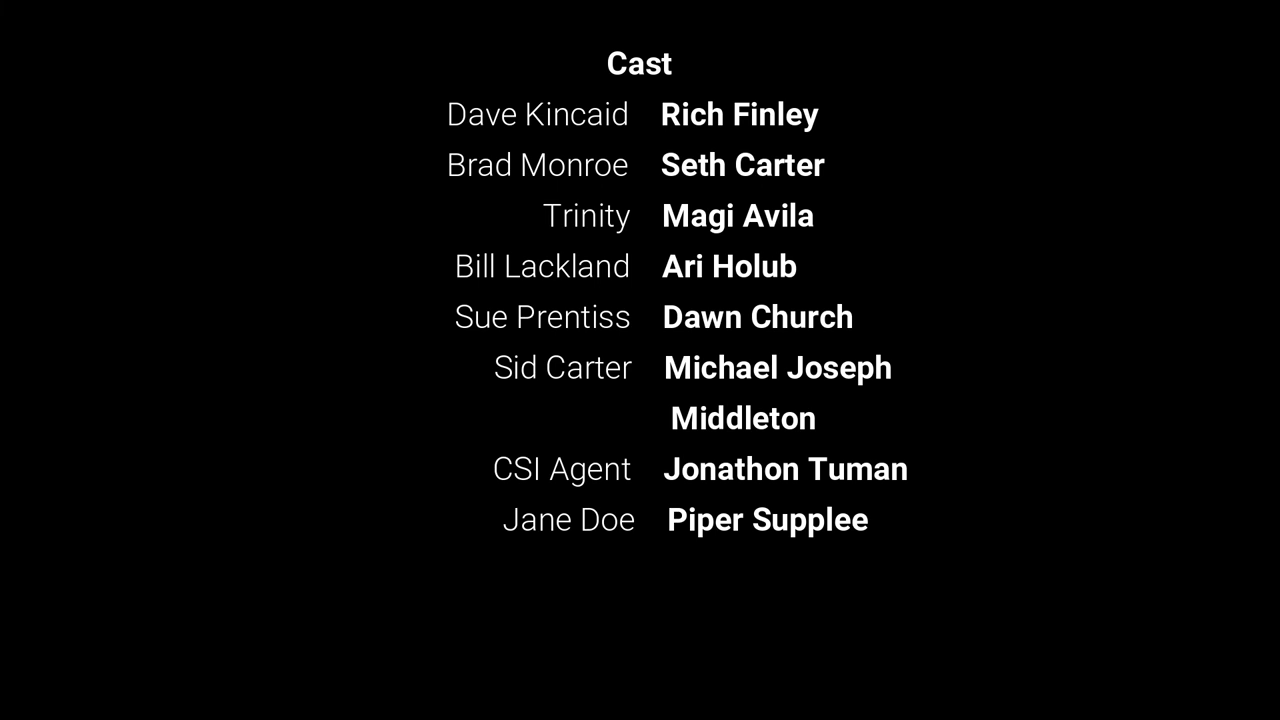 Cast
Dave Kincaid Rich Finley
Brad Monroe Seth Carter
Trinity Magi Avila
Bill Lackland Ari Holub
Sue Prentiss Dawn Church
Sid Carter Michael Joseph
Middleton
CSI Agent Jonathon Tuman
Jane Doe Piper Supplee